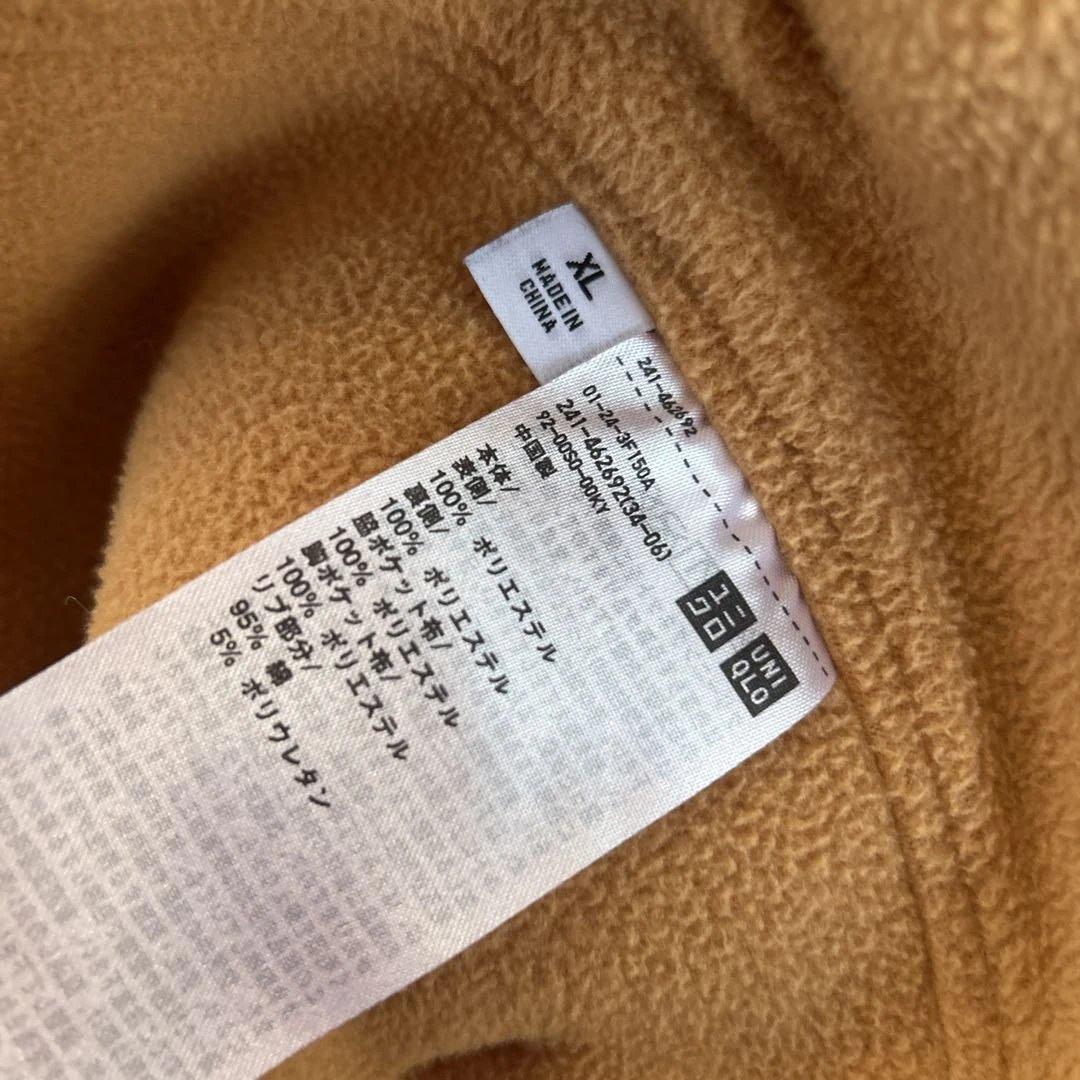 XL
MADE IN
CHINA
241-462692
01-24-3F150A
241-462692(34-06)
92-00S0-00KY
中国製
ユニ
クロ
UNI
QLO
本体/
表側/
100% ポリエステル
裏側/
100% ポリエステル
脇ポケット布/
100% ポリエステル
胸ポケット布/
100% ポリエステル
リブ部分/
95% 綿
5% ポリウレタン